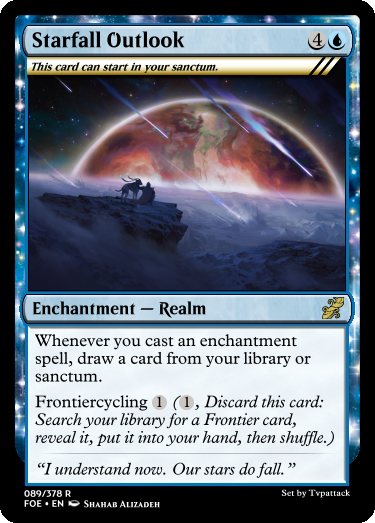 Starfall Outlook 4
This card can start in your sanctum.
Enchantment — Realm
Whenever you cast an enchantment
spell, draw a card from your library or
sanctum.
Frontiercycling 1 (1, Discard this card:
Search your library for a Frontier card,
reveal it, put it into your hand, then shuffle.)
“I understand now. Our stars do fall.”
089/378 R
Set by Tvpattack
FOE • EN Shahab Alizadeh